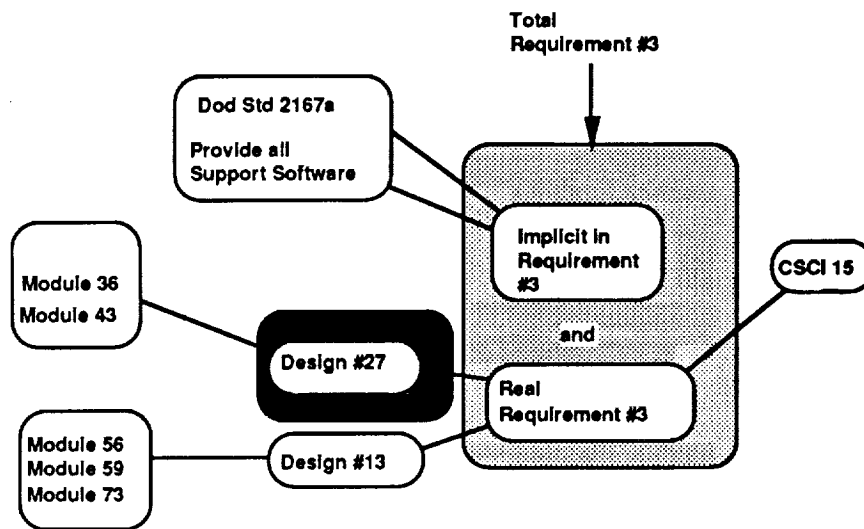 Total
Requirement #3
Dod Std 2167a
Provide all
Support Software
Implicit in
Requirement
#3
CSCI 15
Module 36
Module 43
and
Design #27
Real
Requirement #3
Module 56
Module 59
Module 73
Design #13